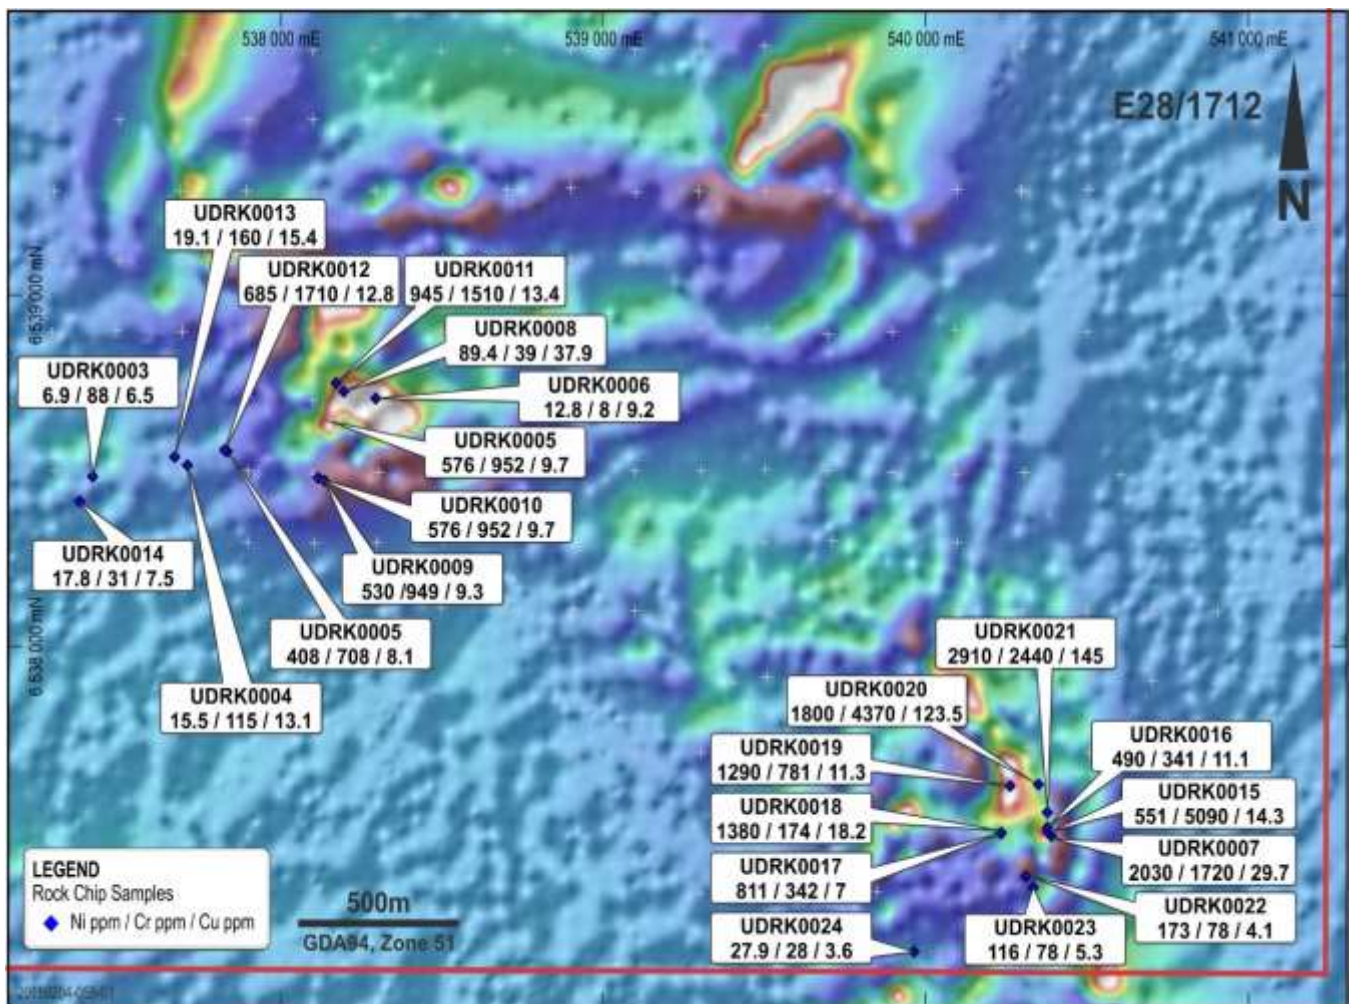 538 000 mE
539 000 mE
540 000 mE
541 000 mE
E28/1712
N
6 539 000 mN
6 538 000 mN
UDRK0013
19.1 / 160 / 15.4
UDRK0012
685 / 1710 / 12.8
UDRK0011
945 / 1510 / 13.4
UDRK0008
89.4 / 39 / 37.9
UDRK0003
6.9 / 88 / 6.5
UDRK0006
12.8 / 8 / 9.2
UDRK0005
576 / 952 / 9.7
UDRK0010
576 / 952 / 9.7
UDRK0014
17.8 / 31 / 7.5
UDRK0009
530 /949 / 9.3
UDRK0005
408 / 708 / 8.1
UDRK0004
15.5 / 115 / 13.1
UDRK0021
2910 / 2440 / 145
UDRK0020
1800 / 4370 / 123.5
UDRK0019
1290 / 781 / 11.3
UDRK0016
490 / 341 / 11.1
UDRK0018
1380 / 174 / 18.2
UDRK0015
551 / 5090 / 14.3
UDRK0017
811 / 342 / 7
UDRK0007
2030 / 1720 / 29.7
UDRK0024
27.9 / 28 / 3.6
UDRK0023
116 / 78 / 5.3
UDRK0022
173 / 78 / 4.1
LEGEND
Rock Chip Samples
Ni ppm / Cr ppm / Cu ppm
500m
GDA94, Zone 51